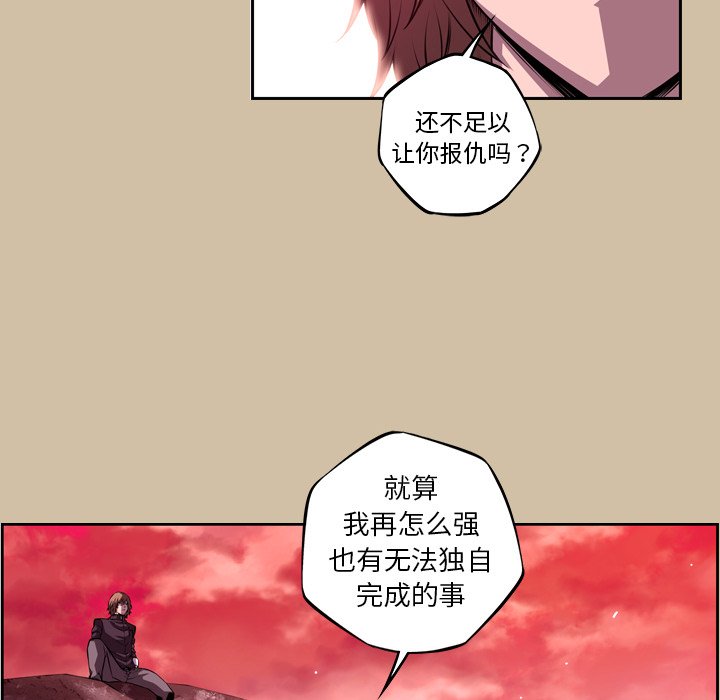 还不足以
让你报仇吗？
就算
我再怎么强
也有无法独自
完成的事